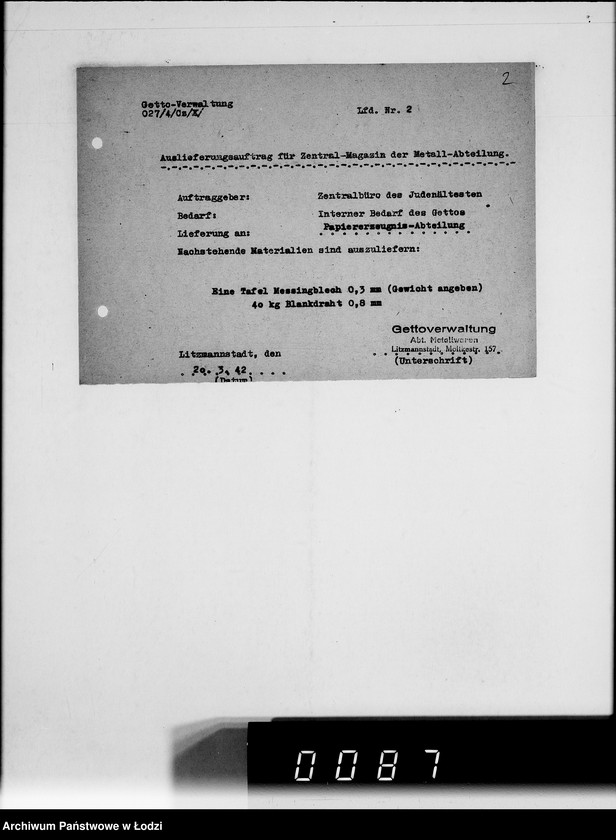 2
Getto-Verwaltung
027/4/Cs/X/
Lfd. Nr. 2
Auslieferungsauftrag für Zentral-Magazin der Metall-Abteilung.
Auftraggeber: Zentralbüro des Judenältesten
Bedarf: Interner Bedarf des Gettos
Lieferung an: Papiererzeugnis-Abteilung
Nachstehende Materialien sind auszuliefern:
Eine Tafel Messingblech 0,3 mm (Gewicht angeben)
4o kg Blankdraht 0,8 mm
Gettoverwaltung
Abt. Metallwaren
Litzmannstadt, Moltkestr. 157
(Unterschrift)
Litzmannstadt, den
2o. 3. 42
(Datum)
0087
Archiwum Państwowe w Łodzi